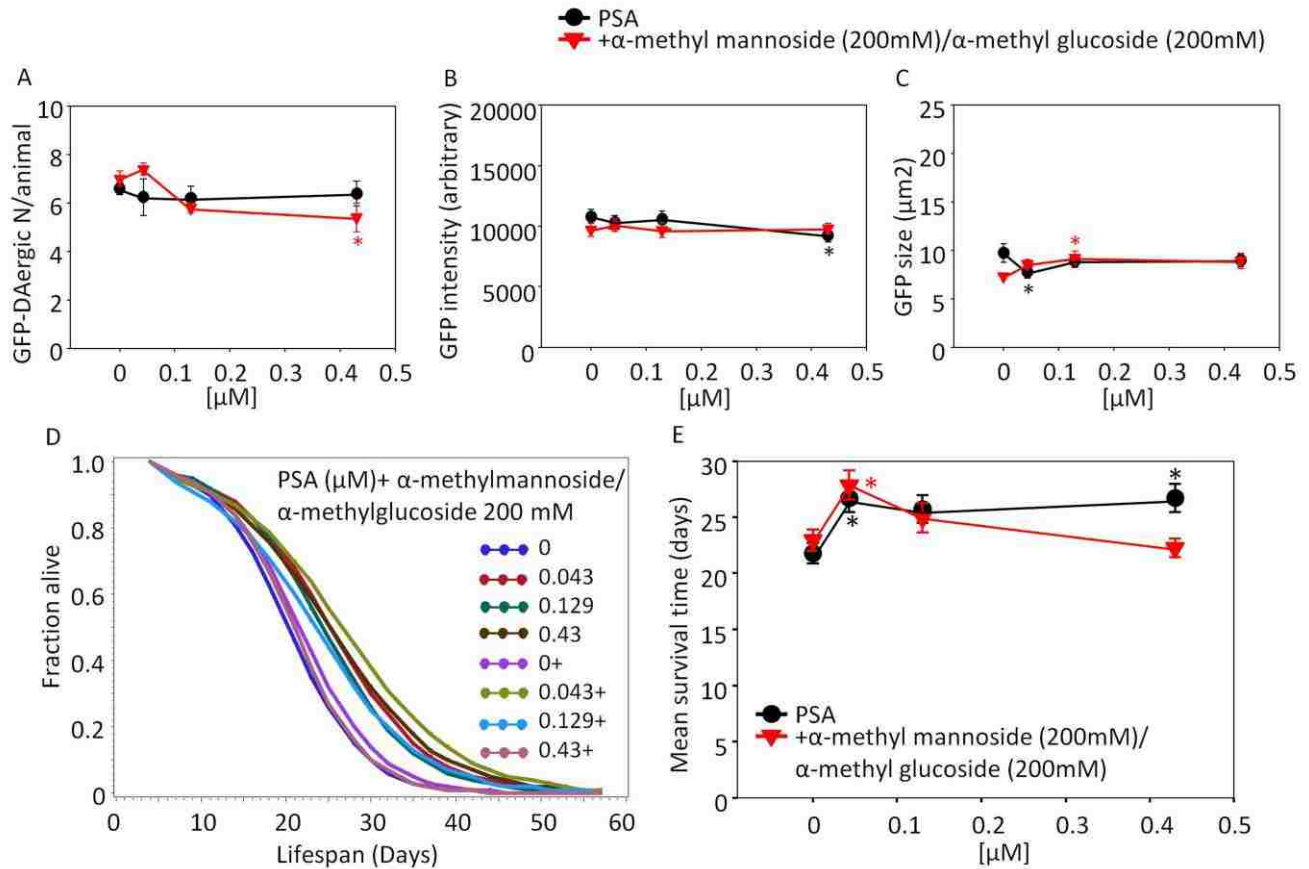 PSA
+α-methyl mannoside (200mM)/α-methyl glucoside (200mM)
A
GFP-DAergic N/animal
10
8
6
4
2
0
*
0 0.1 0.2 0.3 0.4 0.5
[µM]
B
GFP intensity (arbitrary)
20000
15000
10000
5000
0
*
0 0.1 0.2 0.3 0.4 0.5
[µM]
C
GFP size (µm2)
25
20
15
10
5
0
*
*
0 0.1 0.2 0.3 0.4 0.5
[µM]
D
Fraction alive
1.0
0.8
0.6
0.4
0.2
0
PSA (µM)+ α-methylmannoside/
α-methylglucoside 200 mM
0
0.043
0.129
0.43
0+
0.043+
0.129+
0.43+
0 10 20 30 40 50 60
Lifespan (Days)
E
Mean survival time (days)
30
25
20
15
10
5
0
*
*
*
PSA
+α-methyl mannoside (200mM)/
α-methyl glucoside (200mM)
0 0.1 0.2 0.3 0.4 0.5
[µM]